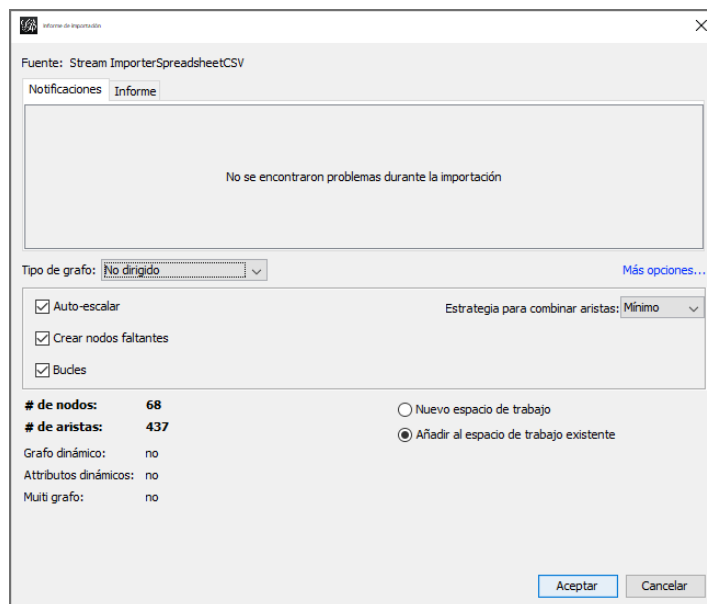 Informe de importación
Fuente: Stream ImporterSpreadsheetCSV
Notificaciones Informe
No se encontraron problemas durante la importación
Tipo de grafo: No dirigido Más opciones...
Auto-escalar Estrategia para combinar aristas: Mínimo
Crear nodos faltantes
Bucles
# de nodos: 68 Nuevo espacio de trabajo
# de aristas: 437 Añadir al espacio de trabajo existente
Grafo dinámico: no
Attributos dinámicos: no
Muiti grafo: no
Aceptar Cancelar